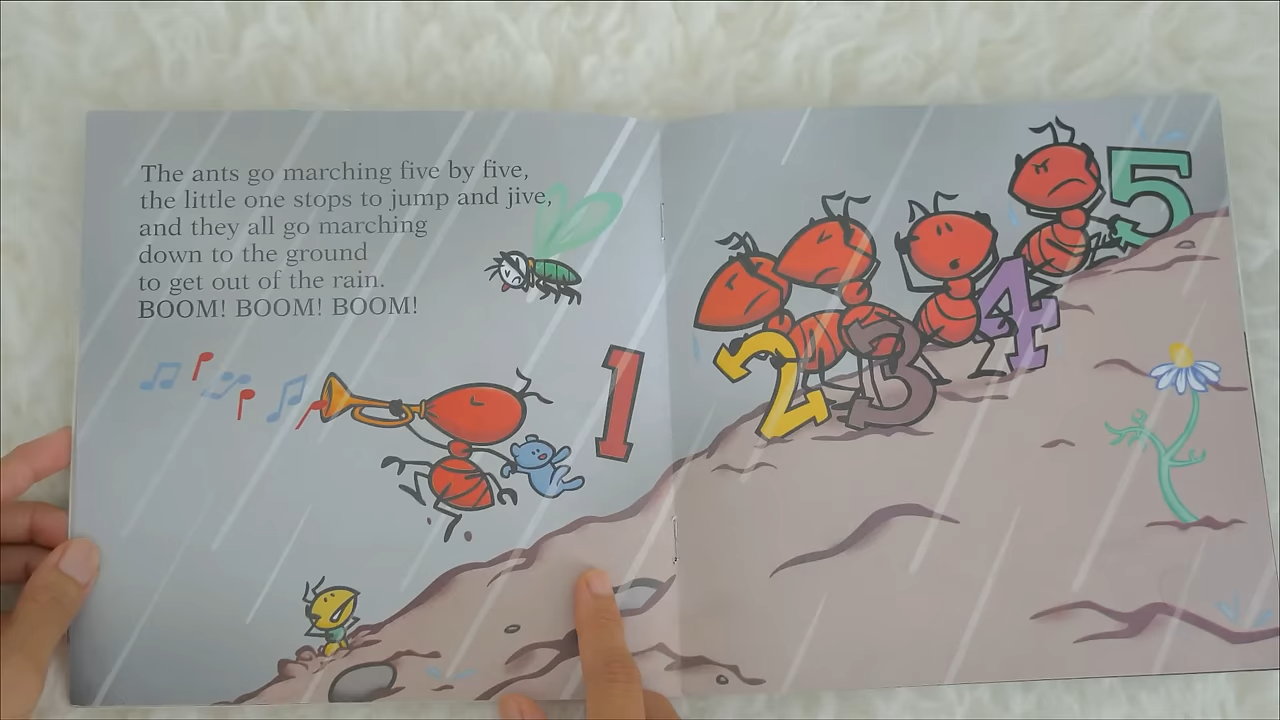 The ants go marching five by five,
the little one stops to jump and jive,
and they all go marching
down to the ground
to get out of the rain.
BOOM! BOOM! BOOM!
1
2
3
4
5